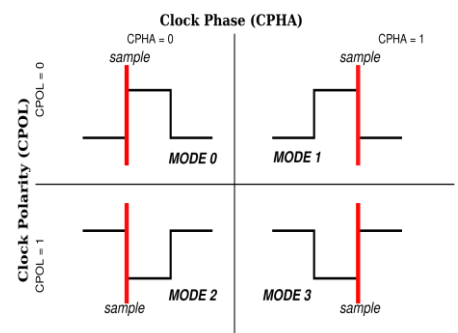 Clock Phase (CPHA)
CPHA = 0
CPHA = 1
sample
sample
CPOL = 0
MODE 0
MODE 1
Clock Polarity (CPOL)
CPOL = 1
MODE 2
MODE 3
sample
sample